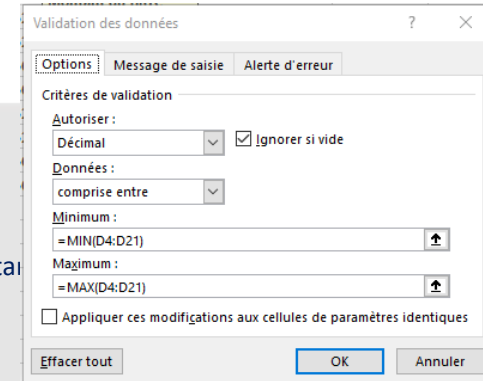 Validation des données ? ×
Options Message de saisie Alerte d'erreur
Critères de validation
Autoriser :
Décimal Ignorer si vide
Données :
comprise entre
Minimum :
=MIN(D4:D21)
Maximum :
=MAX(D4:D21)
Appliquer ces modifications aux cellules de paramètres identiques
Effacer tout OK Annuler